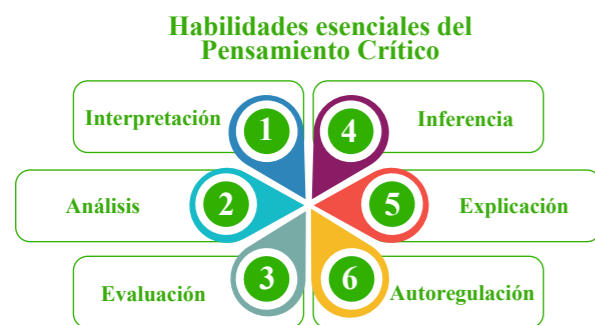 Habilidades esenciales del
Pensamiento Crítico
Interpretación
1
4
Inferencia
Análisis
2
5
Explicación
Evaluación
3
6
Autoregulación